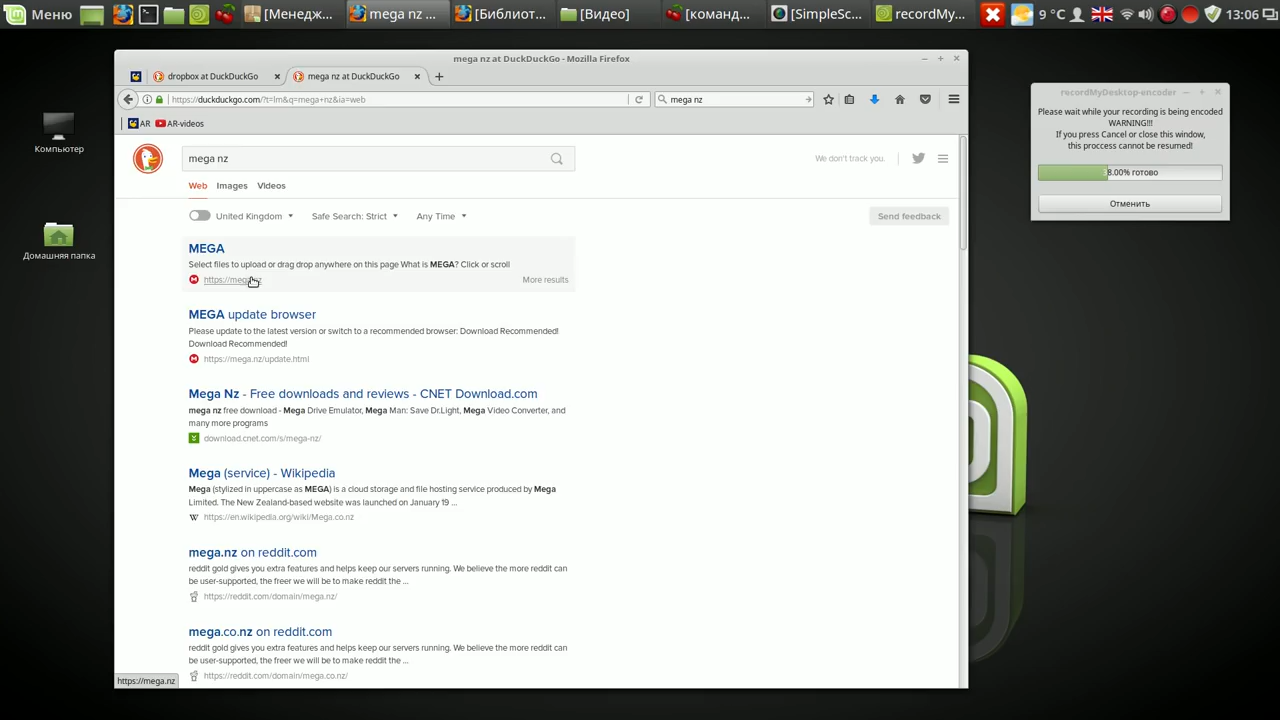 Меню
[Менедж...
mega nz ...
[Библиот...
[Видео]
[команд...
[SimpleSc...
recordMy...
9 °C
13:06
mega nz at DuckDuckGo - Mozilla Firefox
dropbox at DuckDuckGo
mega nz at DuckDuckGo
https://duckduckgo.com/?t=lm&q=mega+nz&ia=web
mega nz
AR
AR-videos
Компьютер
Домашняя папка
recordMyDesktop-encoder
Please wait while your recording is being encoded
WARNING!!!
If you press Cancel or close this window,
this proccess cannot be resumed!
38.00% готово
Отменить
mega nz
We don't track you.
Web
Images
Videos
United Kingdom
Safe Search: Strict
Any Time
Send feedback
MEGA
Select files to upload or drag drop anywhere on this page What is MEGA? Click or scroll
https://mega.nz
More results
MEGA update browser
Please update to the latest version or switch to a recommended browser: Download Recommended!
Download Recommended!
https://mega.nz/update.html
Mega Nz - Free downloads and reviews - CNET Download.com
mega nz free download - Mega Drive Emulator, Mega Man: Save Dr.Light, Mega Video Converter, and
many more programs
download.cnet.com/s/mega-nz/
Mega (service) - Wikipedia
Mega (stylized in uppercase as MEGA) is a cloud storage and file hosting service produced by Mega
Limited. The New Zealand-based website was launched on January 19 ...
https://en.wikipedia.org/wiki/Mega.co.nz
mega.nz on reddit.com
reddit gold gives you extra features and helps keep our servers running. We believe the more reddit can
be user-supported, the freer we will be to make reddit the ...
https://reddit.com/domain/mega.nz/
mega.co.nz on reddit.com
reddit gold gives you extra features and helps keep our servers running. We believe the more reddit can
be user-supported, the freer we will be to make reddit the ...
https://reddit.com/domain/mega.co.nz/
https://mega.nz